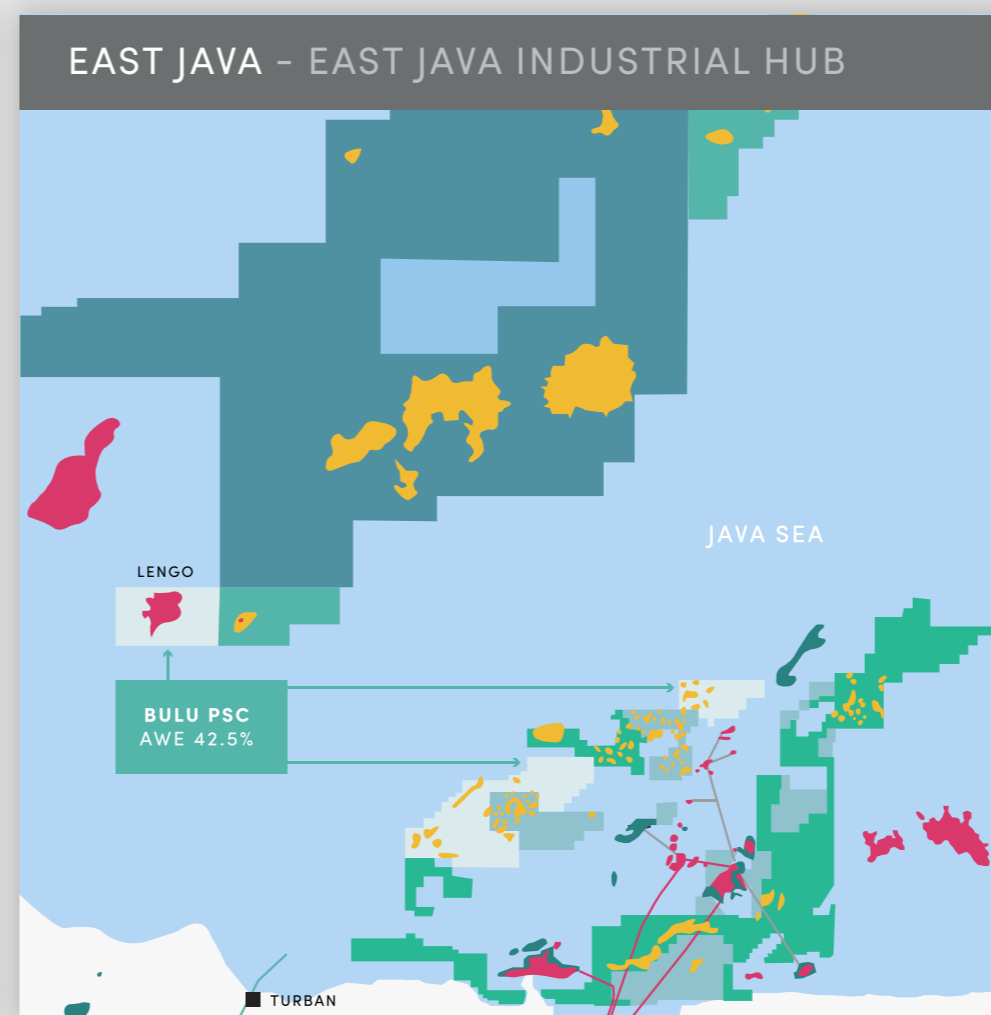 EAST JAVA – EAST JAVA INDUSTRIAL HUB
JAVA SEA
LENGO
BULU PSC
AWE 42.5%
TURBAN